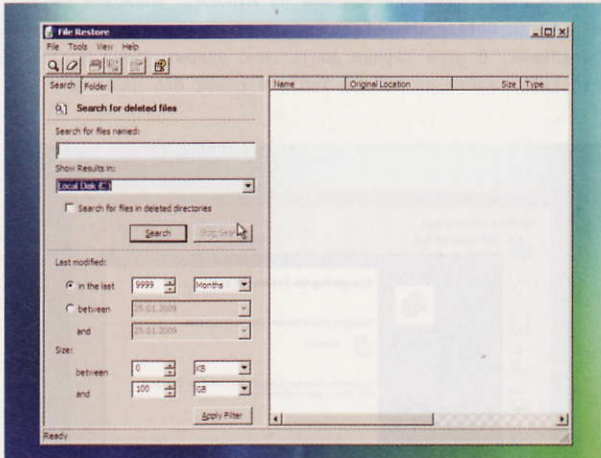 File Restore
File Tools View Help
Search Folder
Search for deleted files
Search for files named:
Show Results in:
Local Disk (C:)
Search for files in deleted directories
Search Stop Search
Last modified:
in the last 9999 Months
between 25.01.2009
and 25.01.2009
Size:
between 0 KB
and 100 GB
Apply Filter
Name Original Location Size Type
Ready